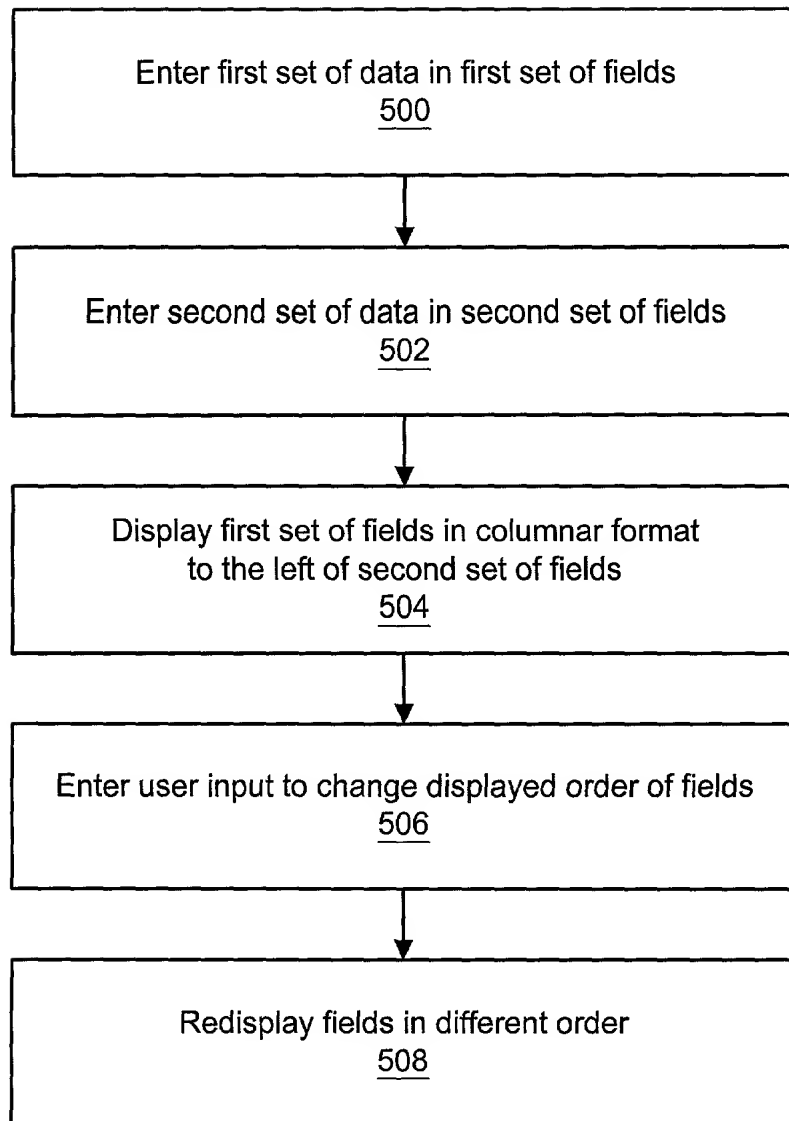 Enter first set of data in first set of fields
500
Enter second set of data in second set of fields
502
Display first set of fields in columnar format
to the left of second set of fields
504
Enter user input to change displayed order of fields
506
Redisplay fields in different order
508